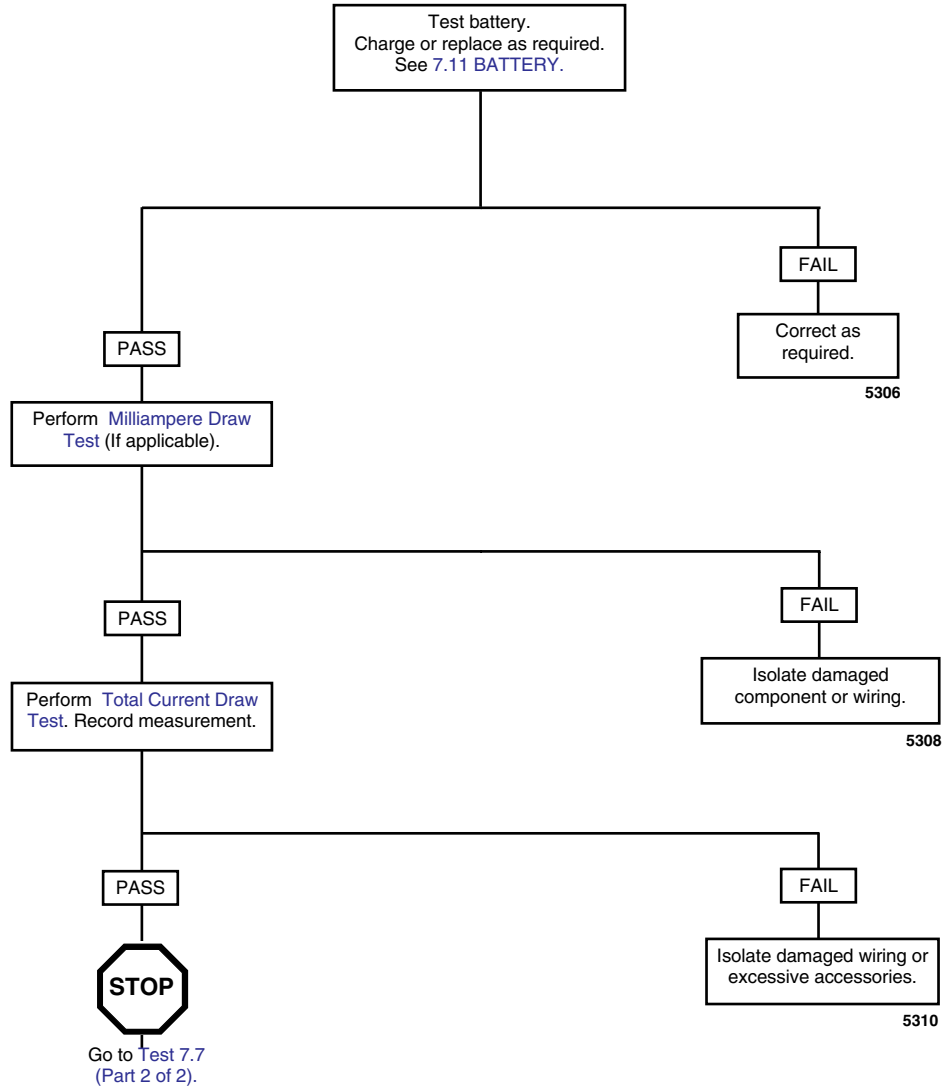 Test battery.
Charge or replace as required.
See 7.11 BATTERY.
FAIL
Correct as
required.
5306
PASS
Perform Milliampere Draw
Test (If applicable).
FAIL
Isolate damaged
component or wiring.
5308
PASS
Perform Total Current Draw
Test. Record measurement.
FAIL
Isolate damaged wiring or
excessive accessories.
5310
PASS
STOP
Go to Test 7.7
(Part 2 of 2).